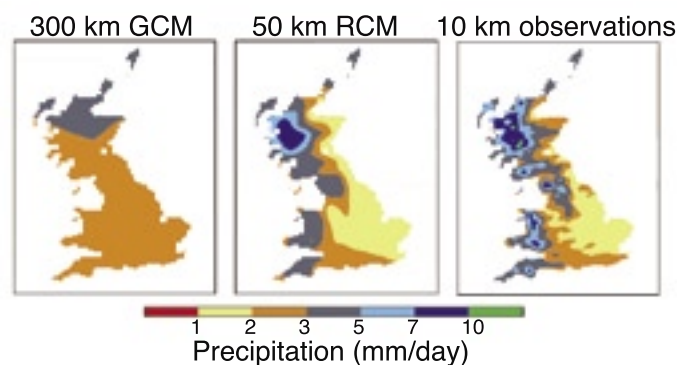 300 km GCM 50 km RCM 10 km observations
1 2 3 5 7 10
Precipitation (mm/day)